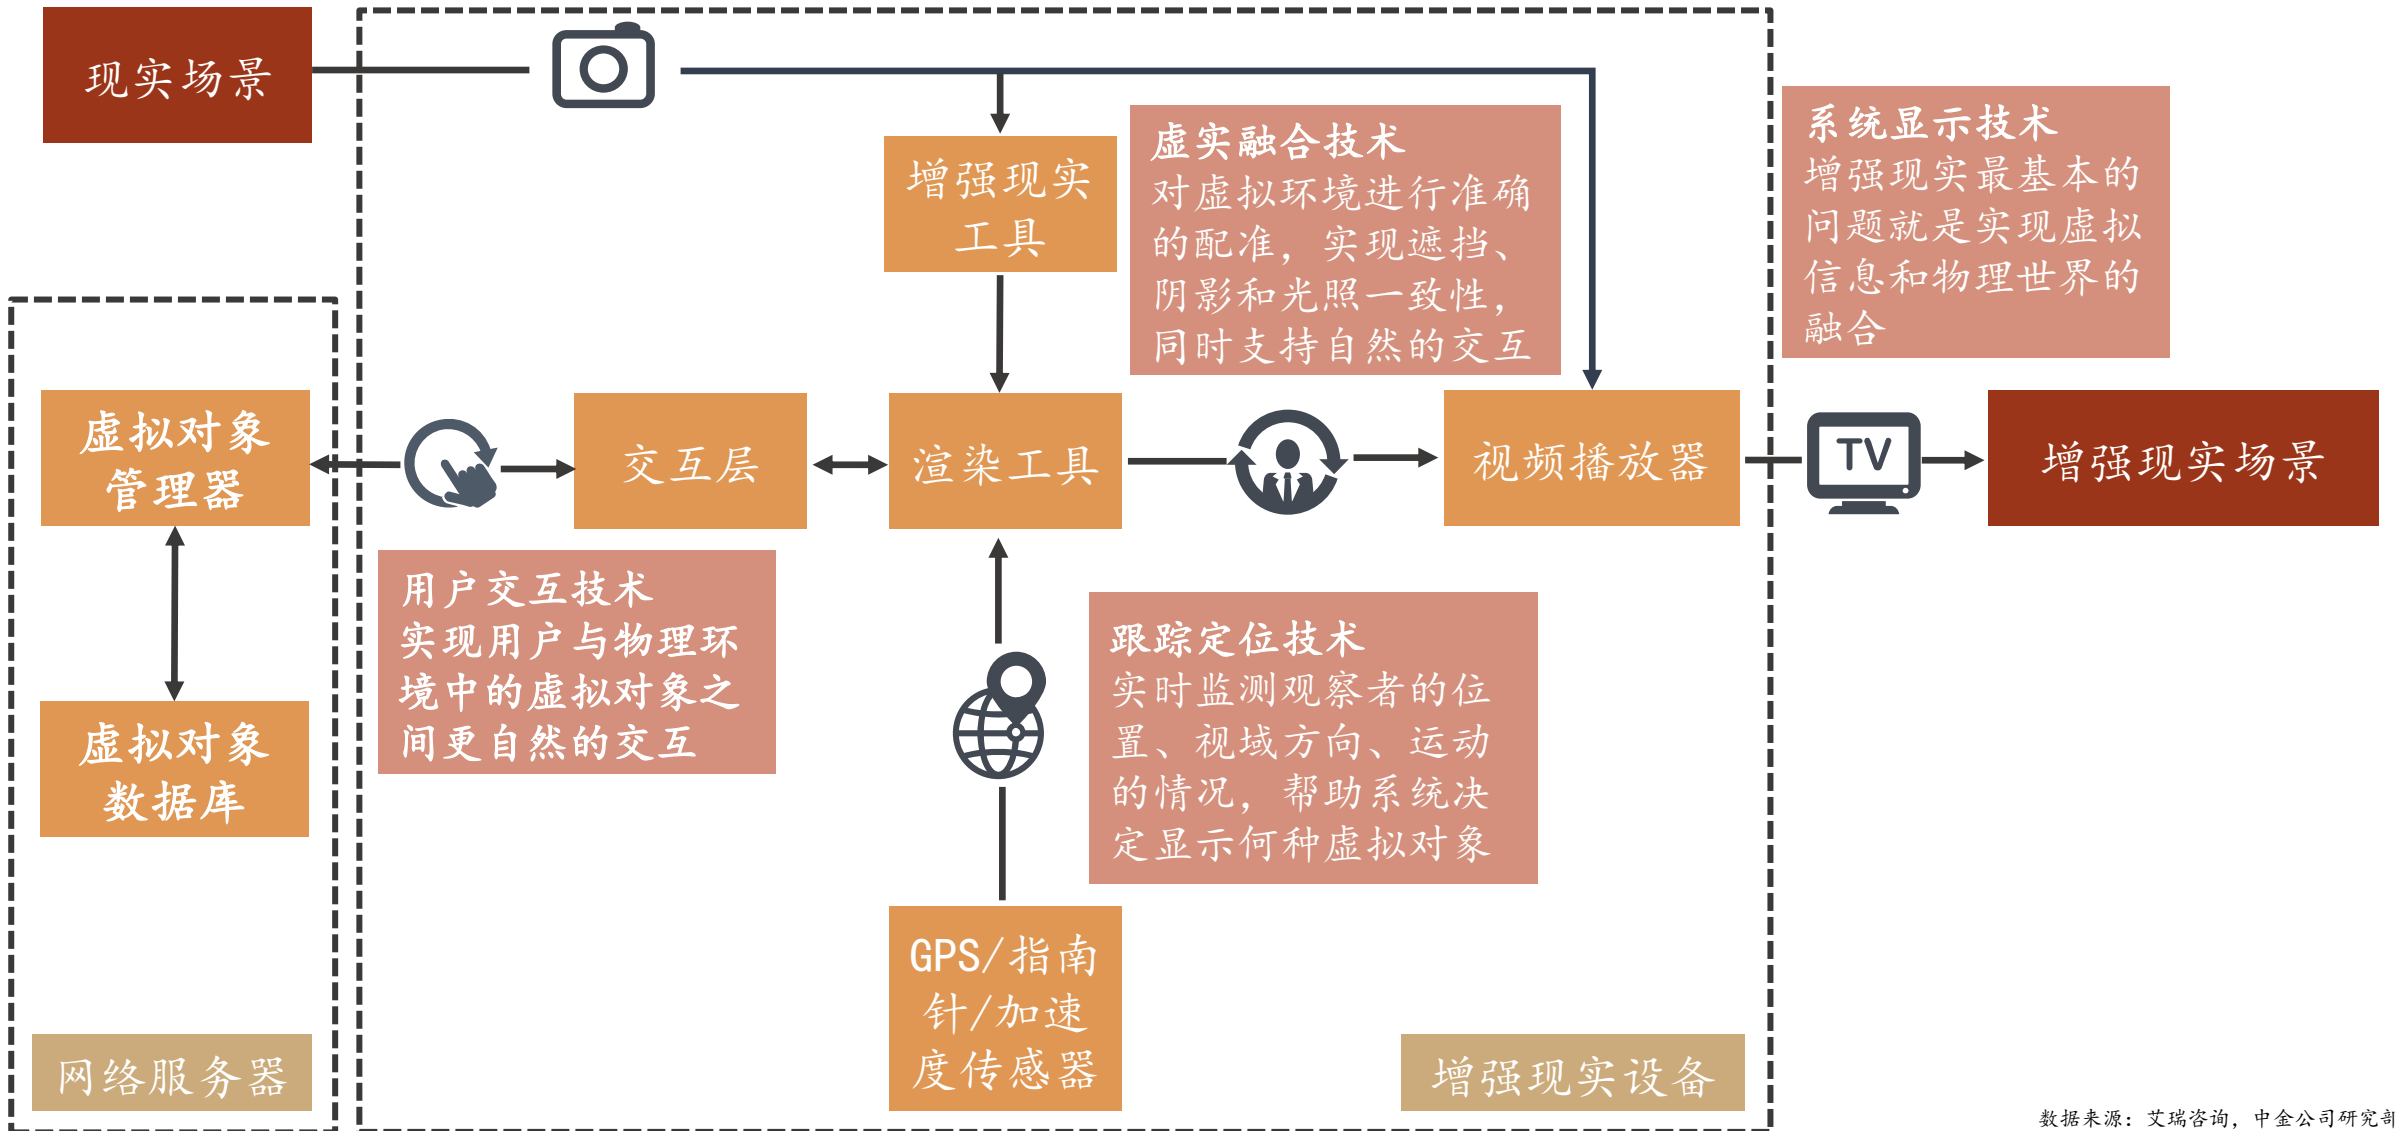 现实场景
增强现实
工具
虚实融合技术
对虚拟环境进行准确
的配准，实现遮挡、
阴影和光照一致性，
同时支持自然的交互
系统显示技术
增强现实最基本的
问题就是实现虚拟
信息和物理世界的
融合
虚拟对象
管理器
交互层
渲染工具
视频播放器
TV
增强现实场景
用户交互技术
实现用户与物理环
境中的虚拟对象之
间更自然的交互
跟踪定位技术
实时监测观察者的位
置、视域方向、运动
的情况，帮助系统决
定显示何种虚拟对象
虚拟对象
数据库
GPS/指南
针/加速
度传感器
网络服务器
增强现实设备
数据来源：艾瑞咨询，中金公司研究部